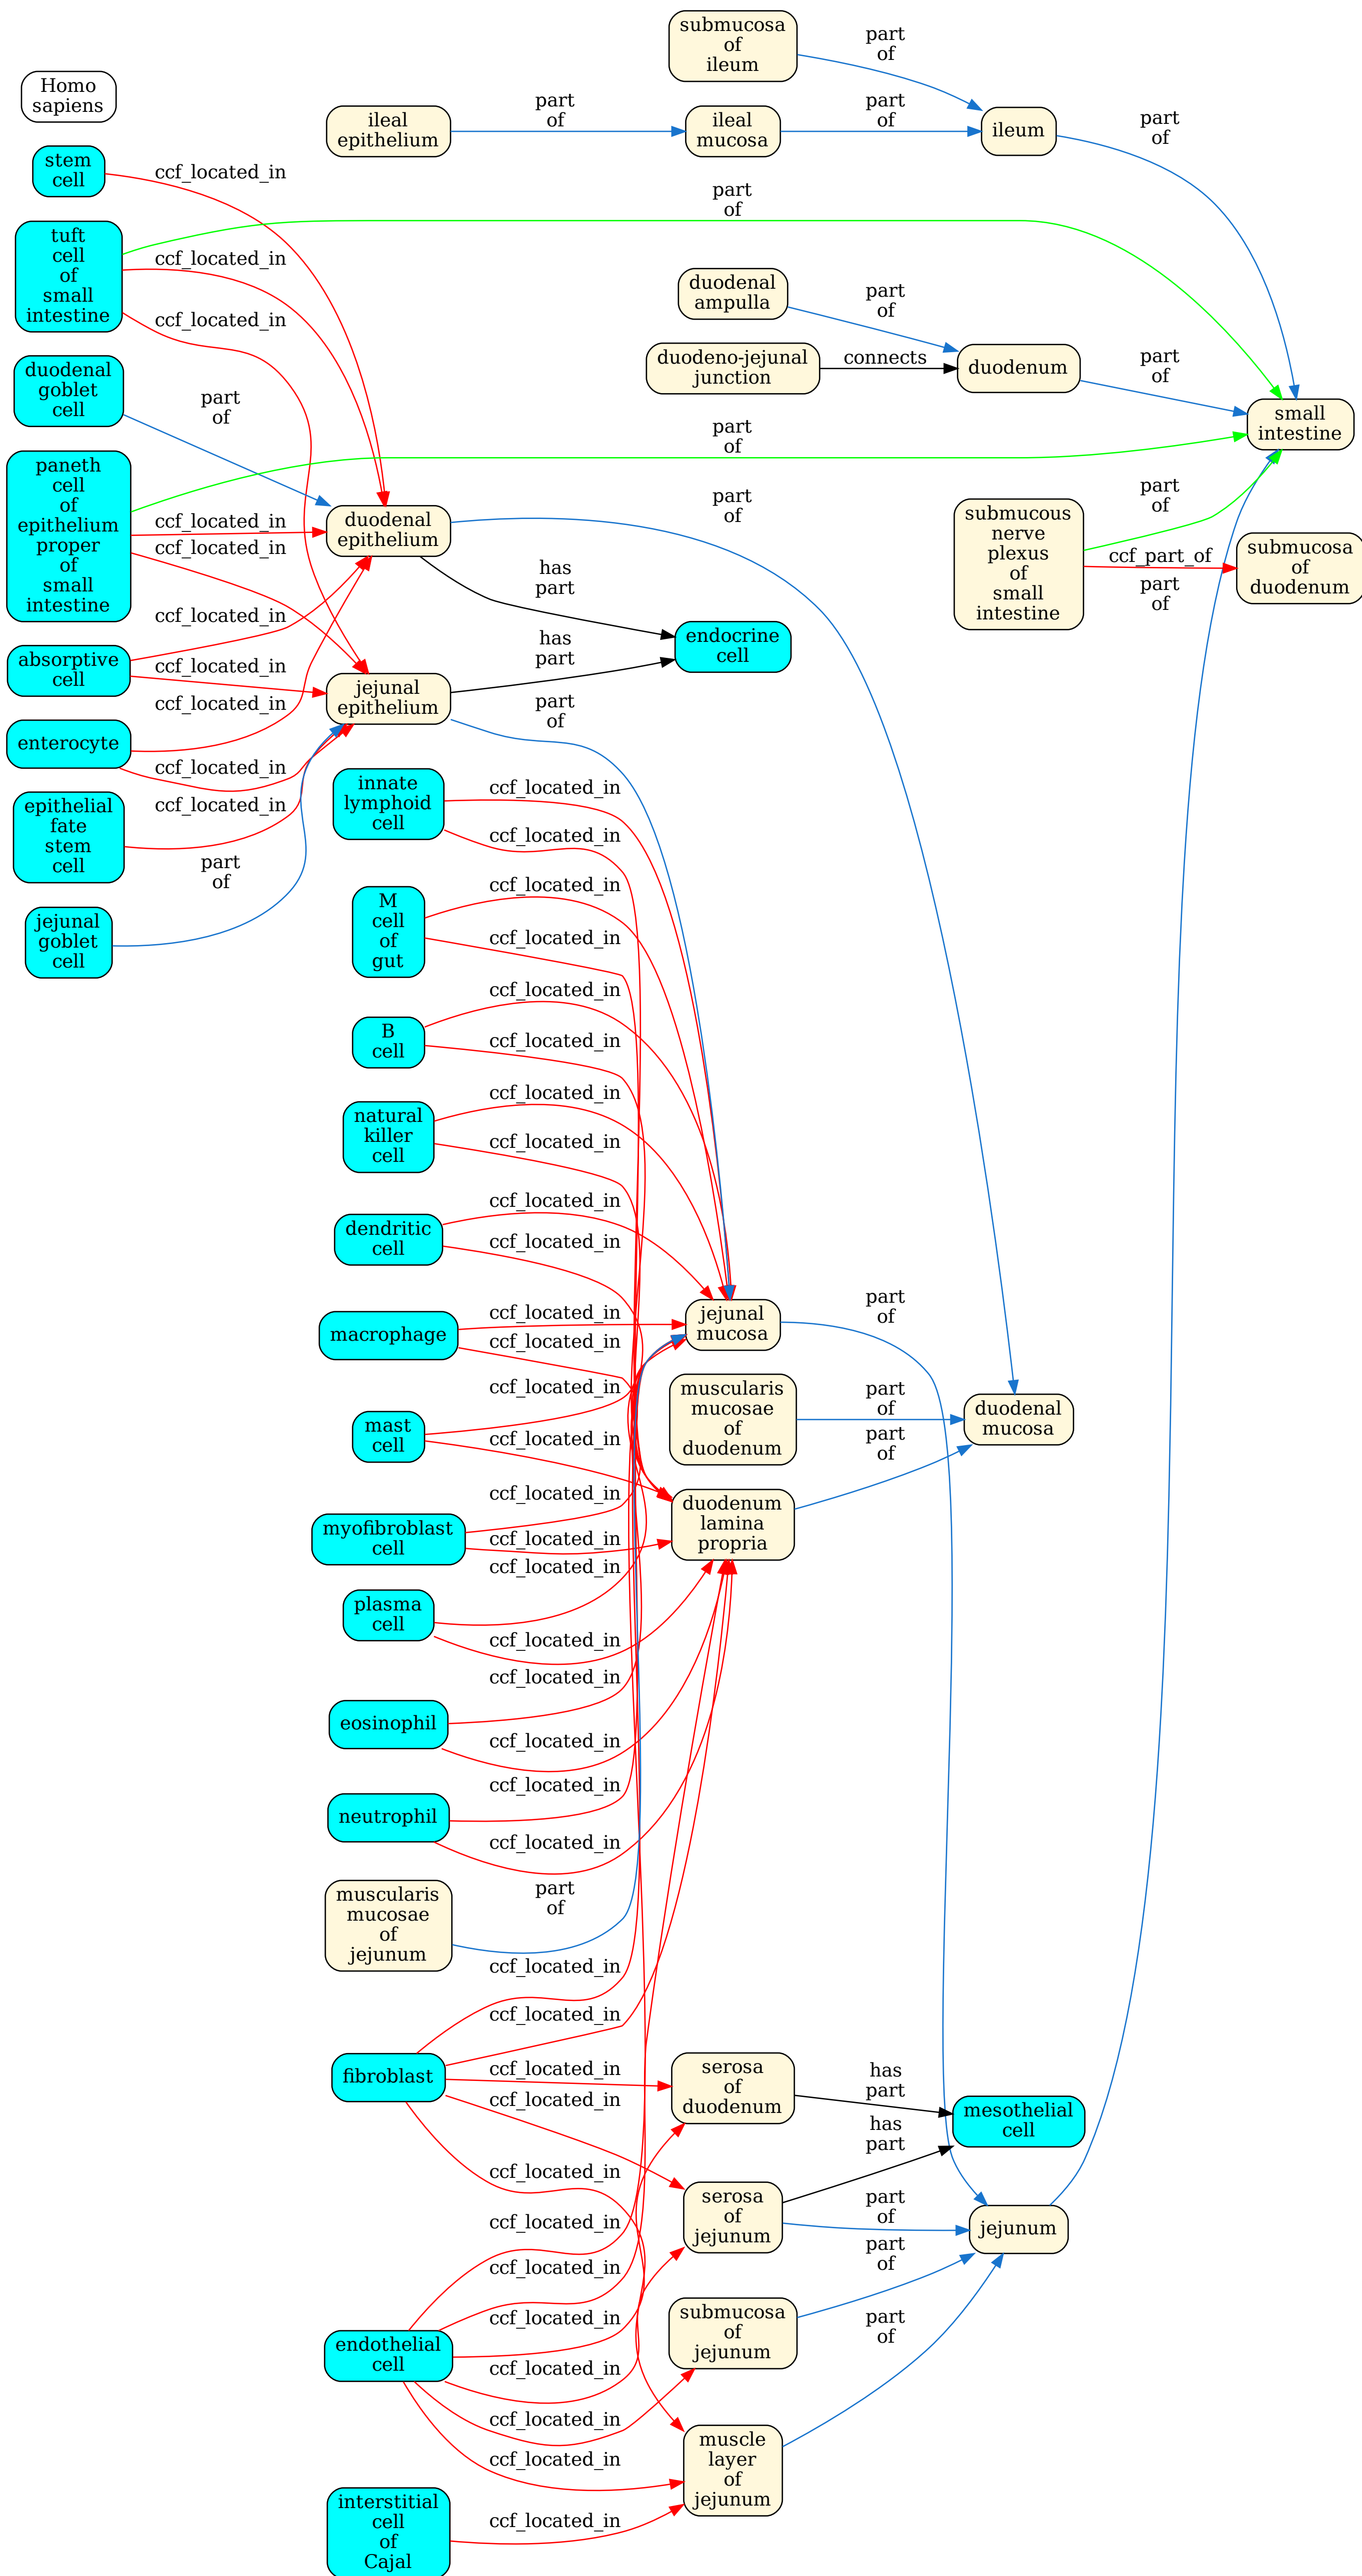 submucosa
of
ileum
part
of
Homo
sapiens
ileal
epithelium
part
of
ileal
mucosa
part
of
ileum
part
of
stem
cell
ccf_located_in
part
of
tuft
cell
of
small
intestine
ccf_located_in
ccf_located_in
duodenal
ampulla
part
of
duodeno-jejunal
junction
connects
duodenum
part
of
duodenal
goblet
cell
part
of
small
intestine
part
of
paneth
cell
of
epithelium
proper
of
small
intestine
ccf_located_in
ccf_located_in
duodenal
epithelium
part
of
submucous
nerve
plexus
of
small
intestine
part
of
ccf_part_of
part
of
submucosa
of
duodenum
has
part
ccf_located_in
absorptive
cell
ccf_located_in
has
part
endocrine
cell
jejunal
epithelium
part
of
ccf_located_in
enterocyte
ccf_located_in
epithelial
fate
stem
cell
ccf_located_in
part
of
jejunal
goblet
cell
innate
lymphoid
cell
ccf_located_in
ccf_located_in
M
cell
of
gut
ccf_located_in
ccf_located_in
B
cell
ccf_located_in
ccf_located_in
natural
killer
cell
ccf_located_in
ccf_located_in
dendritic
cell
ccf_located_in
ccf_located_in
macrophage
ccf_located_in
ccf_located_in
jejunal
mucosa
part
of
mast
cell
ccf_located_in
ccf_located_in
muscularis
mucosae
of
duodenum
part
of
duodenal
mucosa
part
of
myofibroblast
cell
ccf_located_in
ccf_located_in
duodenum
lamina
propria
plasma
cell
ccf_located_in
ccf_located_in
eosinophil
ccf_located_in
ccf_located_in
neutrophil
ccf_located_in
ccf_located_in
muscularis
mucosae
of
jejunum
part
of
fibroblast
ccf_located_in
ccf_located_in
ccf_located_in
ccf_located_in
ccf_located_in
serosa
of
duodenum
has
part
mesothelial
cell
has
part
serosa
of
jejunum
part
of
jejunum
part
of
submucosa
of
jejunum
part
of
endothelial
cell
ccf_located_in
ccf_located_in
ccf_located_in
ccf_located_in
ccf_located_in
ccf_located_in
muscle
layer
of
jejunum
interstitial
cell
of
Cajal
ccf_located_in